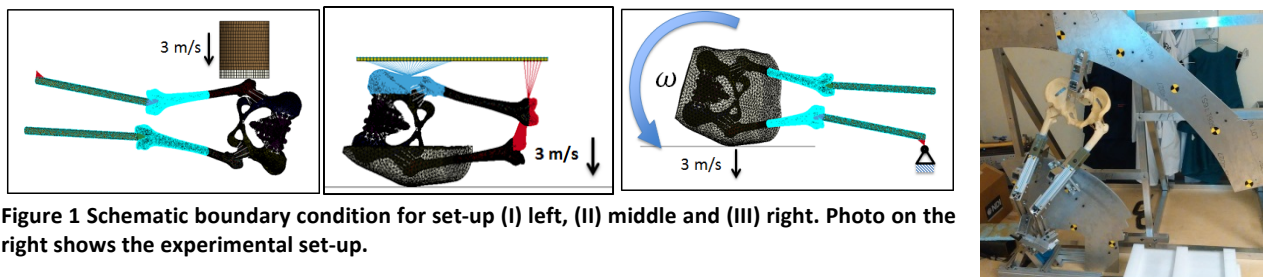 3 m/s
3 m/s
ω
3 m/s
Figure 1 Schematic boundary condition for set-up (I) left, (II) middle and (III) right. Photo on the
right shows the experimental set-up.